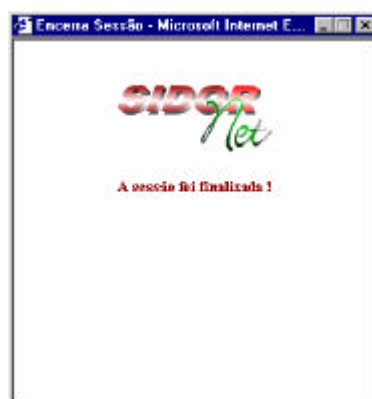 Encerra Sessão - Microsoft Internet E...
SIDOR
Net
A sessão foi finalizada !